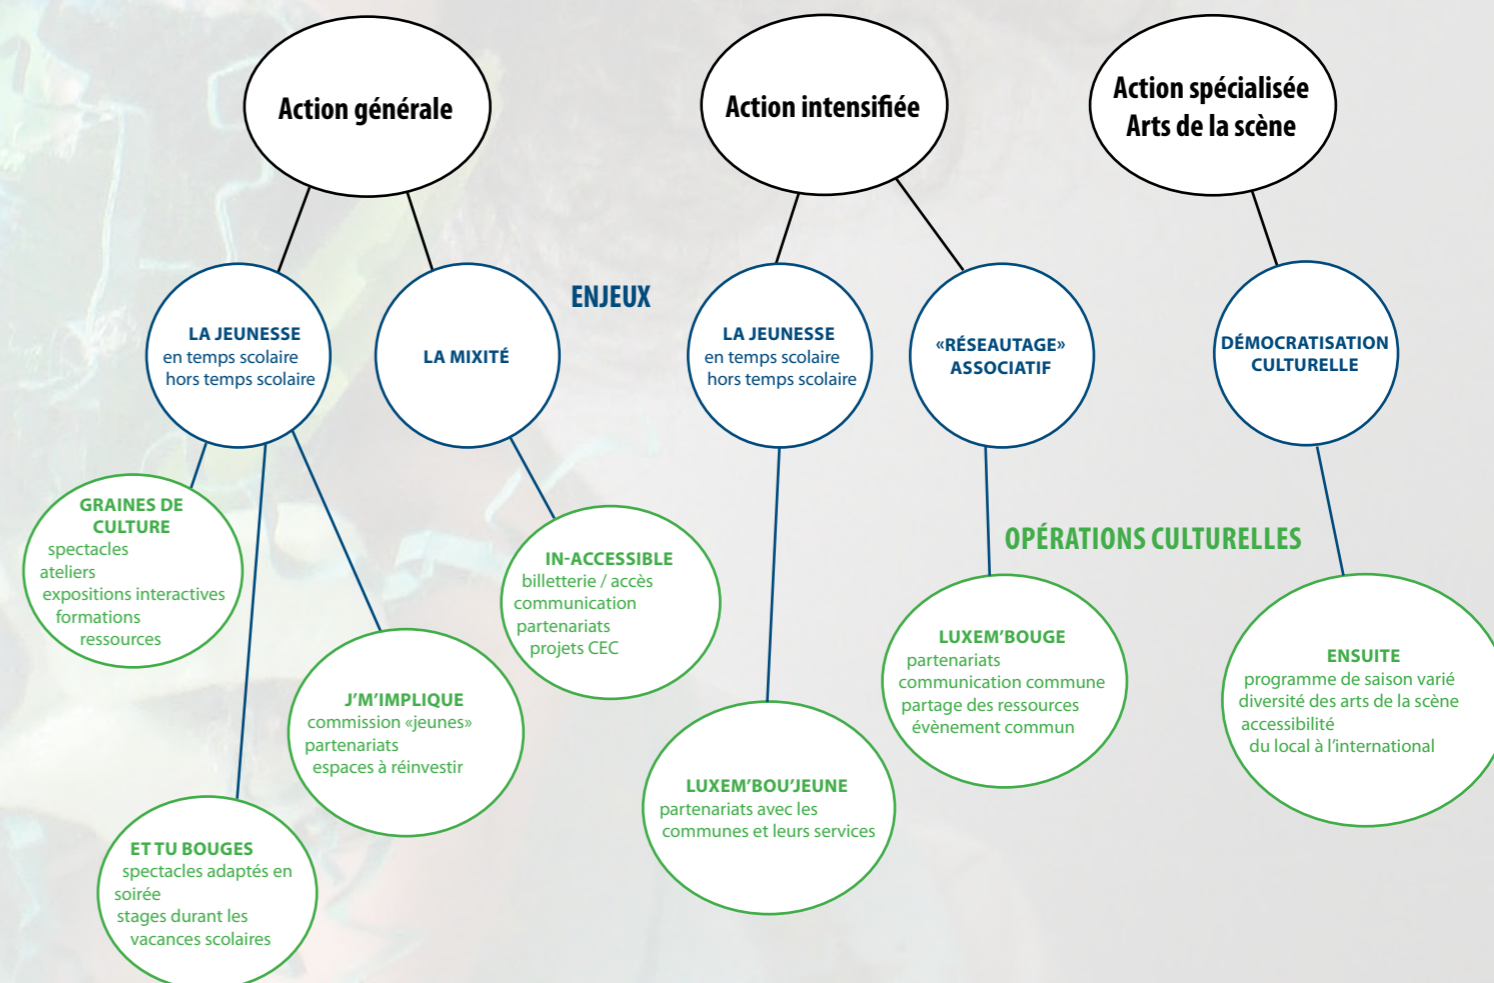 Action générale
Action intensifiée
Action spécialisée
Arts de la scène
ENJEUX
LA JEUNESSE
en temps scolaire
hors temps scolaire
LA MIXITÉ
LA JEUNESSE
en temps scolaire
hors temps scolaire
«RÉSEAUTAGE»
ASSOCIATIF
DÉMOCRATISATION
CULTURELLE
OPÉRATIONS CULTURELLES
GRAINES DE
CULTURE
spectacles
ateliers
expositions interactives
formations
ressources
IN-ACCESSIBLE
billetterie / accès
communication
partenariats
projets CEC
J'M'IMPLIQUE
commission «jeunes»
partenariats
espaces à réinvestir
ET TU BOUGES
spectacles adaptés en
soirée
stages durant les
vacances scolaires
LUXEM'BOU'JEUNE
partenariats avec les
communes et leurs services
LUXEM'BOUGE
partenariats
communication commune
partage des ressources
évènement commun
ENSUITE
programme de saison varié
diversité des arts de la scène
accessibilité
du local à l'international